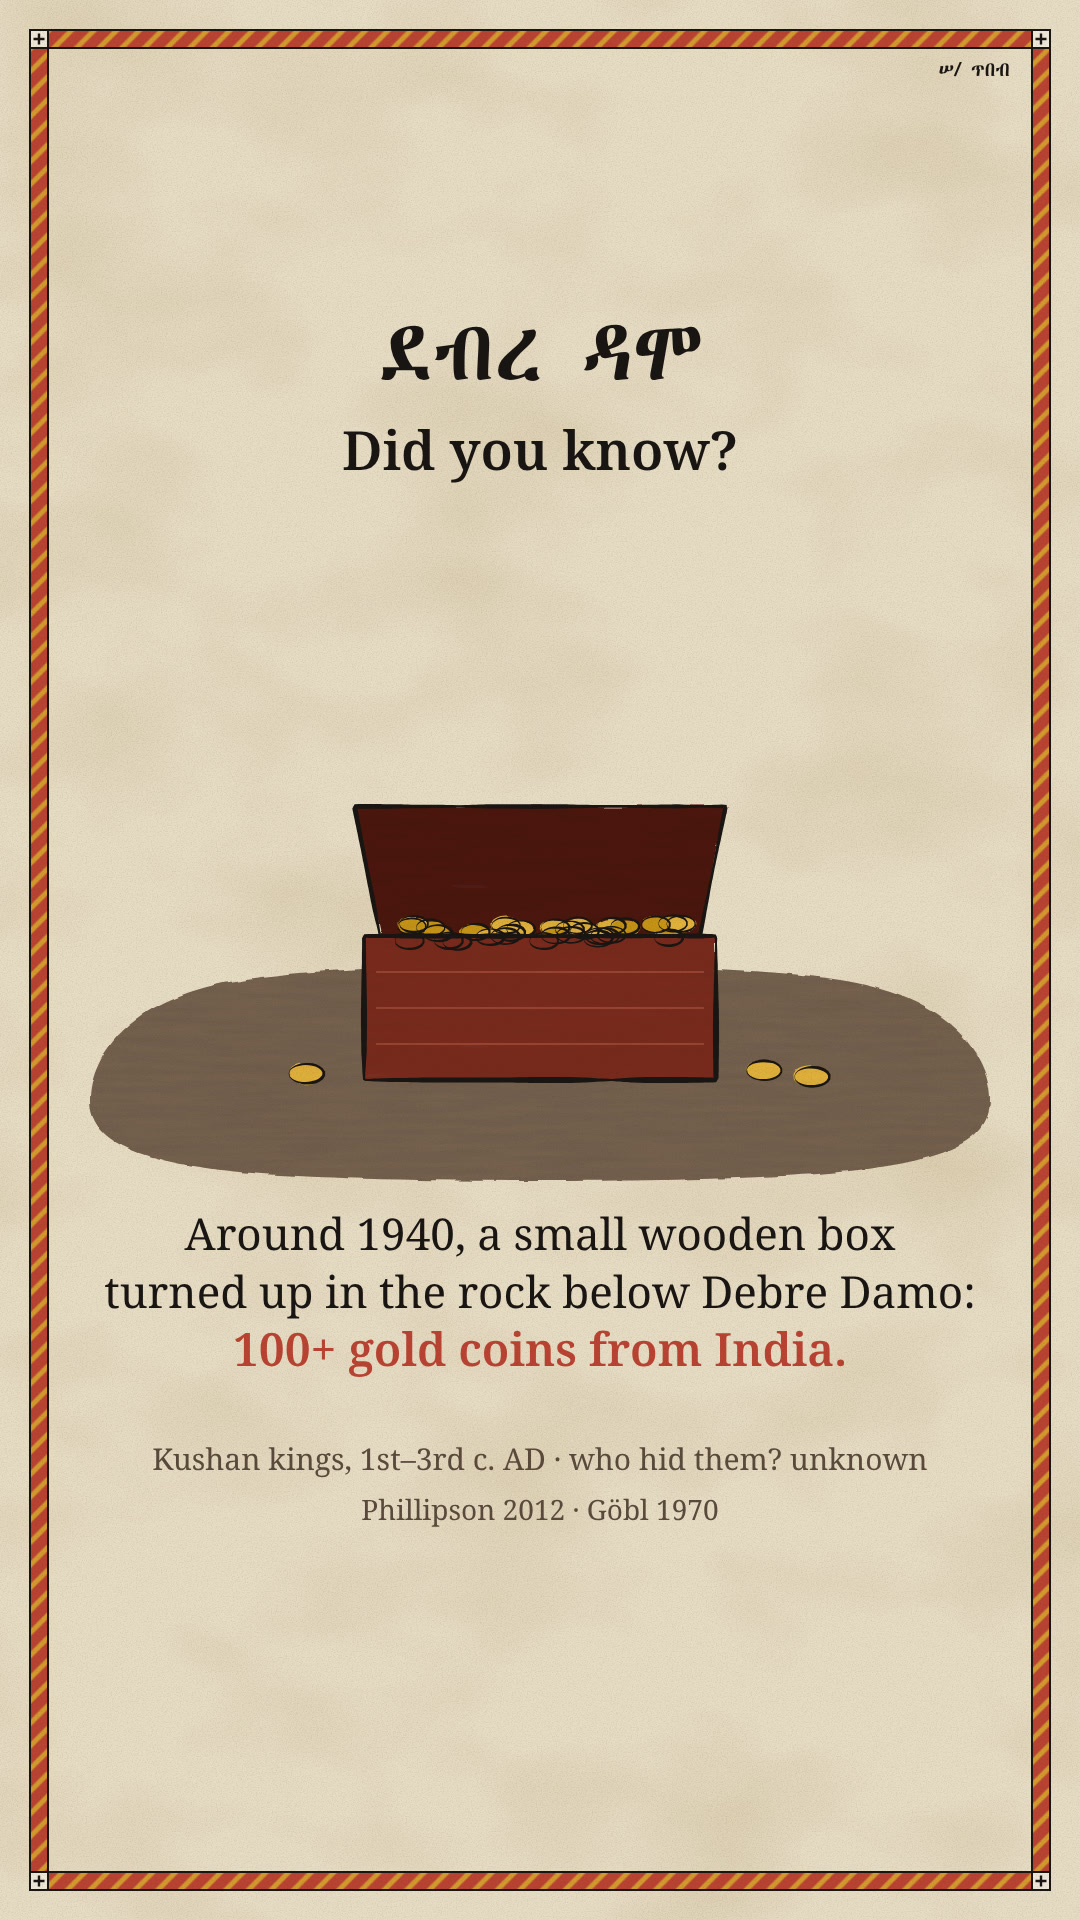 ሠ/ ጥበብ
ደብረ ዳሞ
Did you know?
Around 1940, a small wooden box
turned up in the rock below Debre Damo:
100+ gold coins from India.
Kushan kings, 1st–3rd c. AD · who hid them? unknown
Phillipson 2012 · Göbl 1970